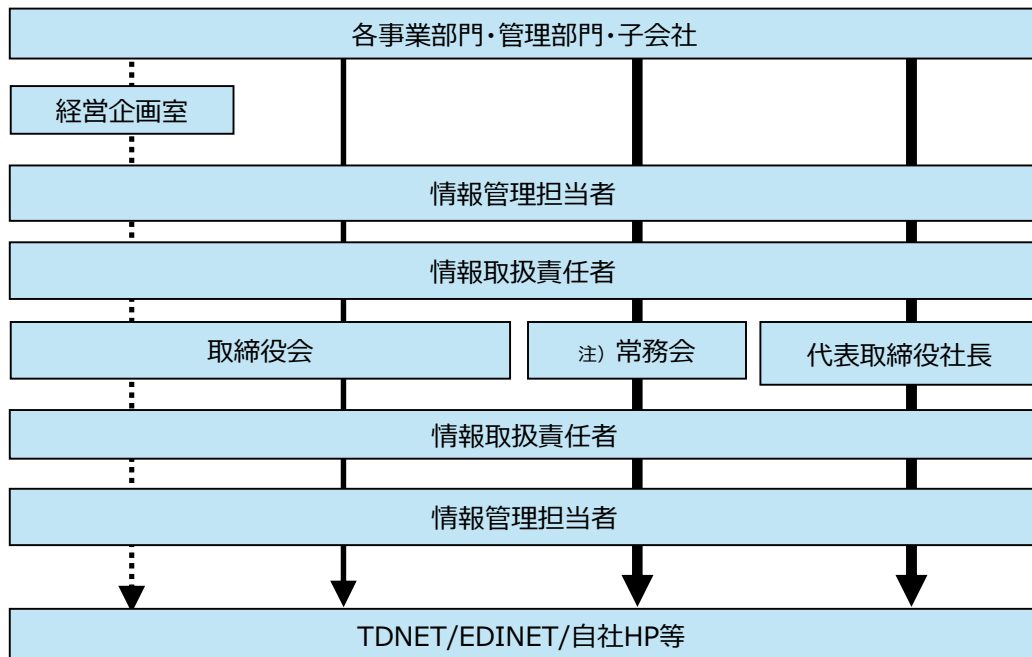 各事業部門・管理部門・子会社
経営企画室
情報管理担当者
情報取扱責任者
取締役会
注）常務会
代表取締役社長
情報取扱責任者
情報管理担当者
TDNET/EDINET/自社HP等